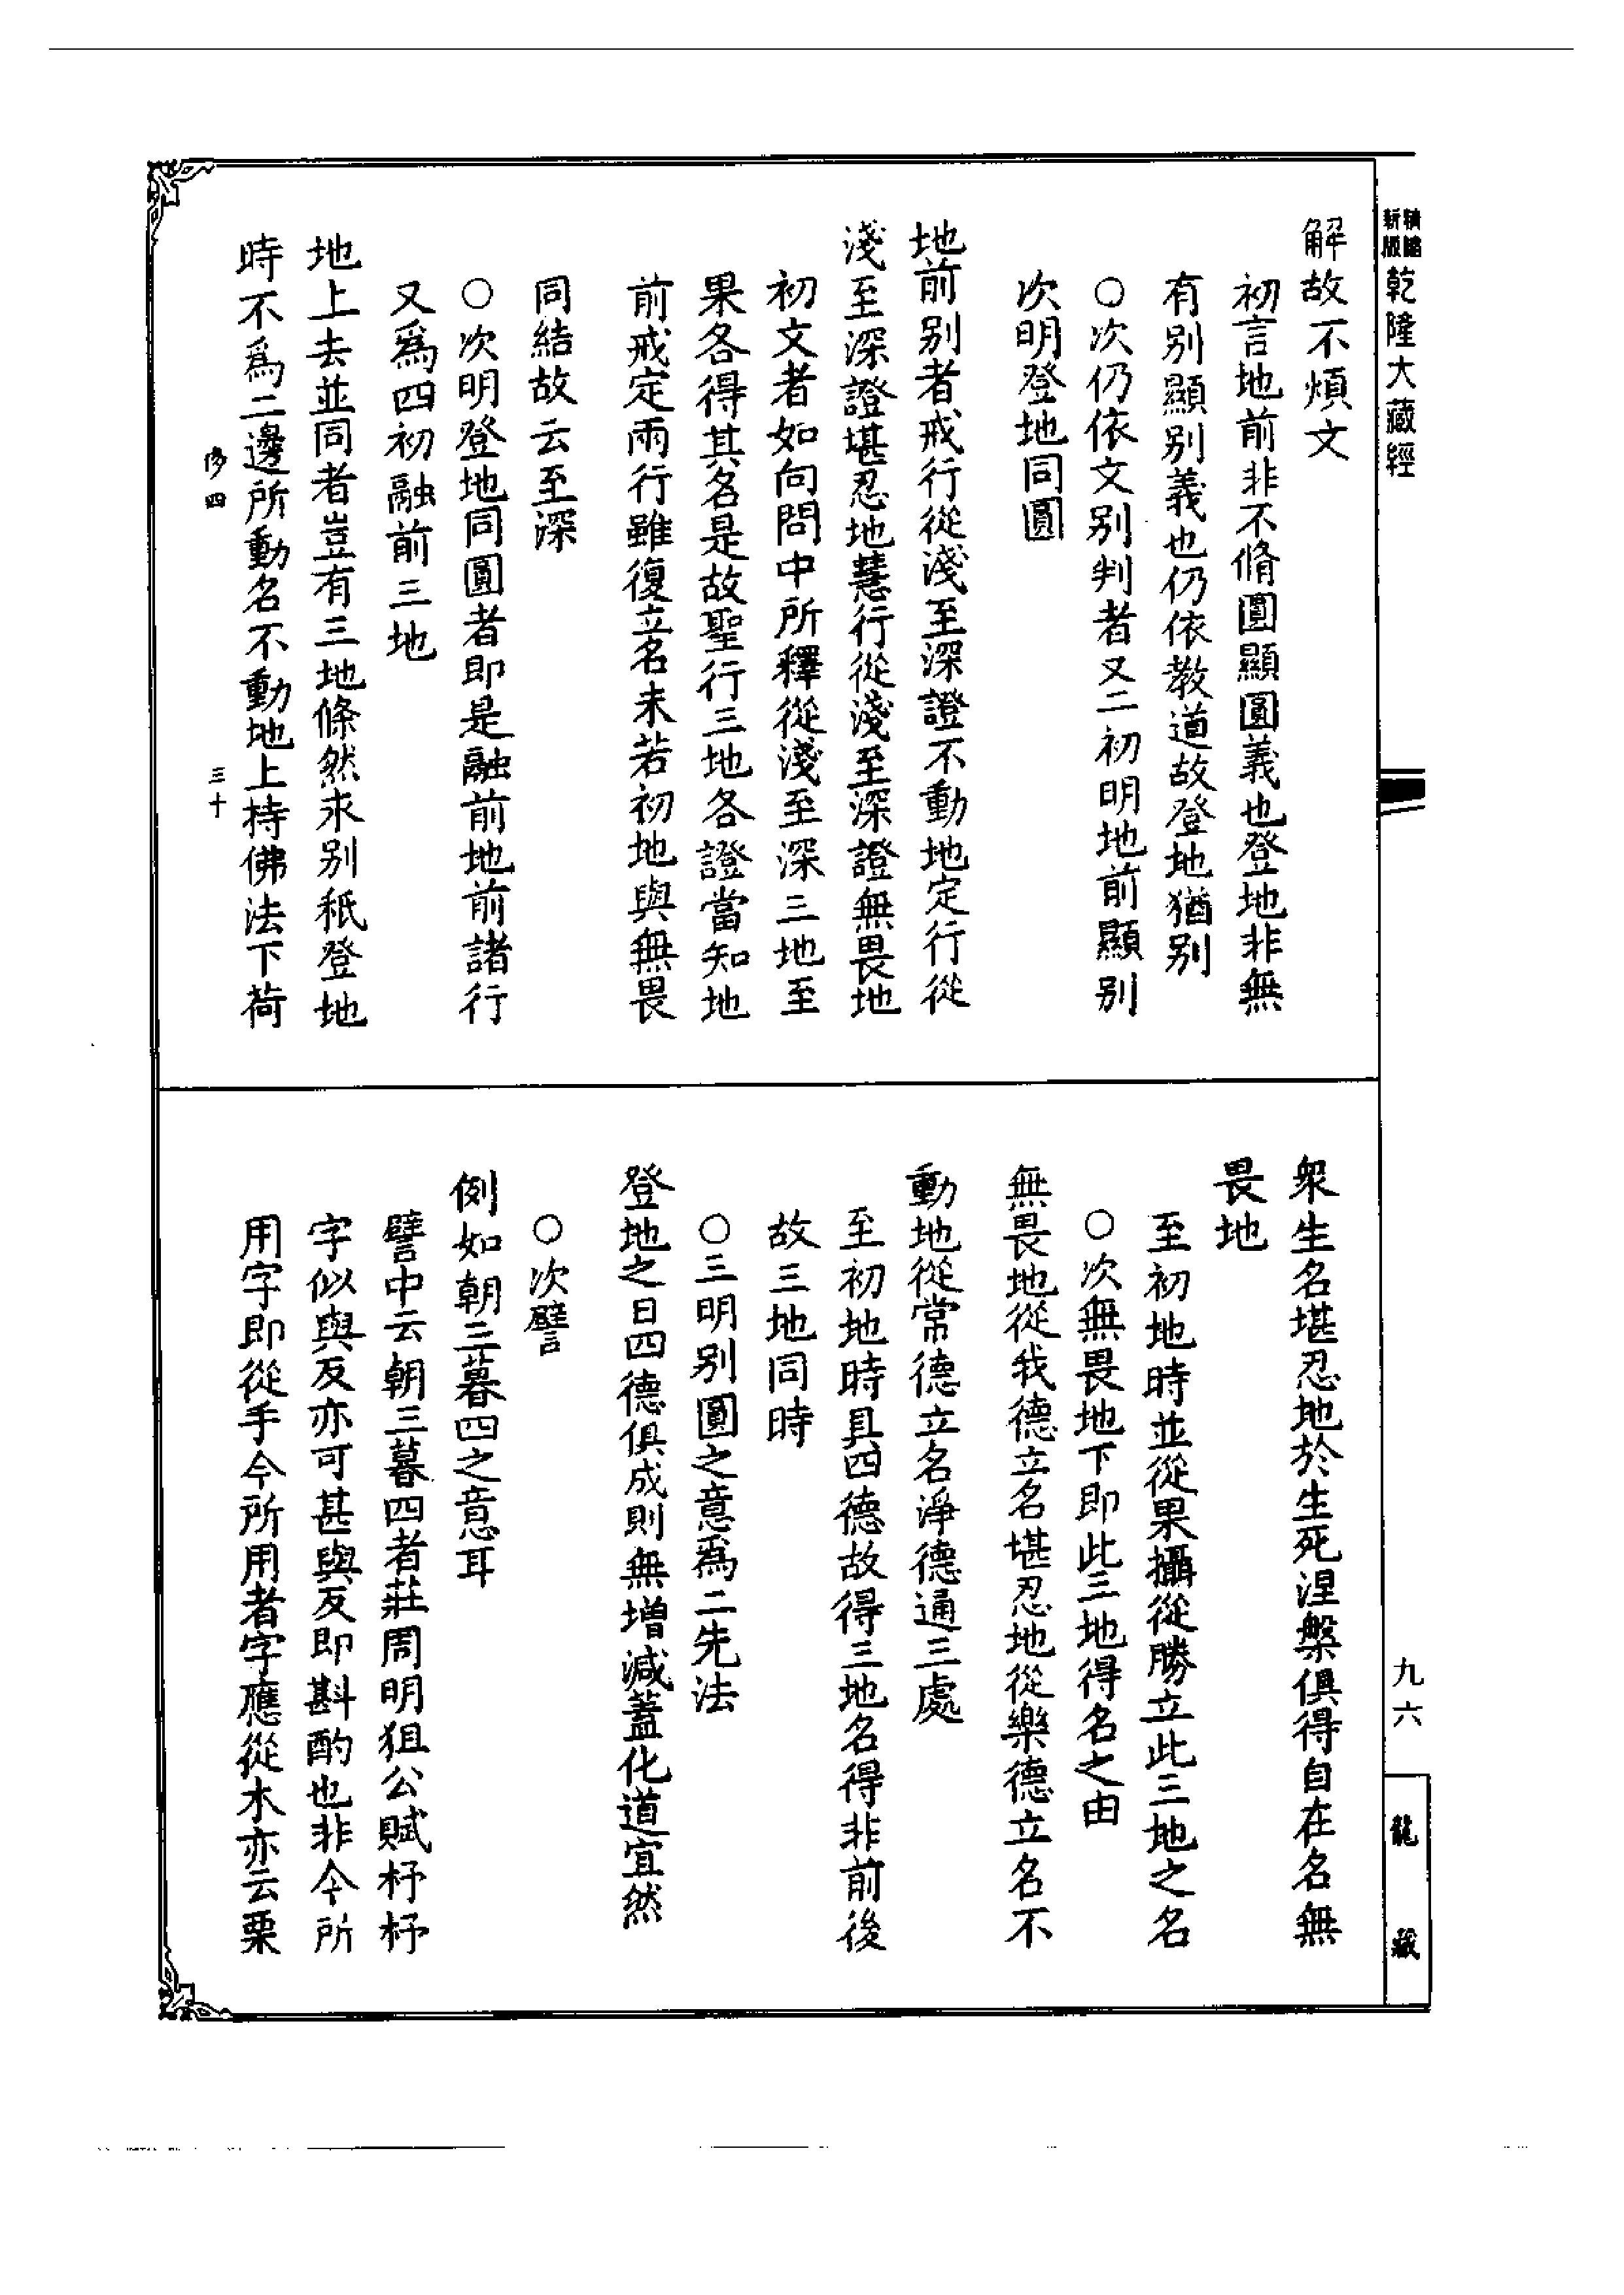 精縮新版
乾隆大藏經
九六
龍藏
解故不煩文
初言地前非不脩圓顯圓義也登地非無
有别顯别義也仍依教道故登地猶别
○次仍依文别判者又二初明地前顯别
次明登地同圓
地前别者戒行從淺至深證不動地定行從
淺至深證堪忍地慧行從淺至深證無畏地
初文者如向問中所釋從淺至深三地至
果各得其名是故聖行三地各證當知地
前戒定兩行雖復立名未若初地與無畏
同結故云至深
○次明登地同圓者即是融前地前諸行
又爲四初融前三地
地上去並同者豈有三地條然求别秖登地
時不爲二邊所動名不動地上持佛法下荷
修四
三十
衆生名堪忍地於生死涅槃俱得自在名無
畏地
至初地時並從果攝從勝立此三地之名
○次無畏地下即此三地得名之由
無畏地從我德立名堪忍地從樂德立名不
動地從常德立名淨德通三處
至初地時具四德故得三地名得非前後
故三地同時
○三明别圓之意爲二先法
登地之日四德俱成則無增減蓋化道宜然
○次譬
例如朝三暮四之意耳
譬中云朝三暮四者莊周明狙公賦杼杼
字似與反亦可甚與反即斟酌也非今所
用字即從手今所用者字應從木亦云栗